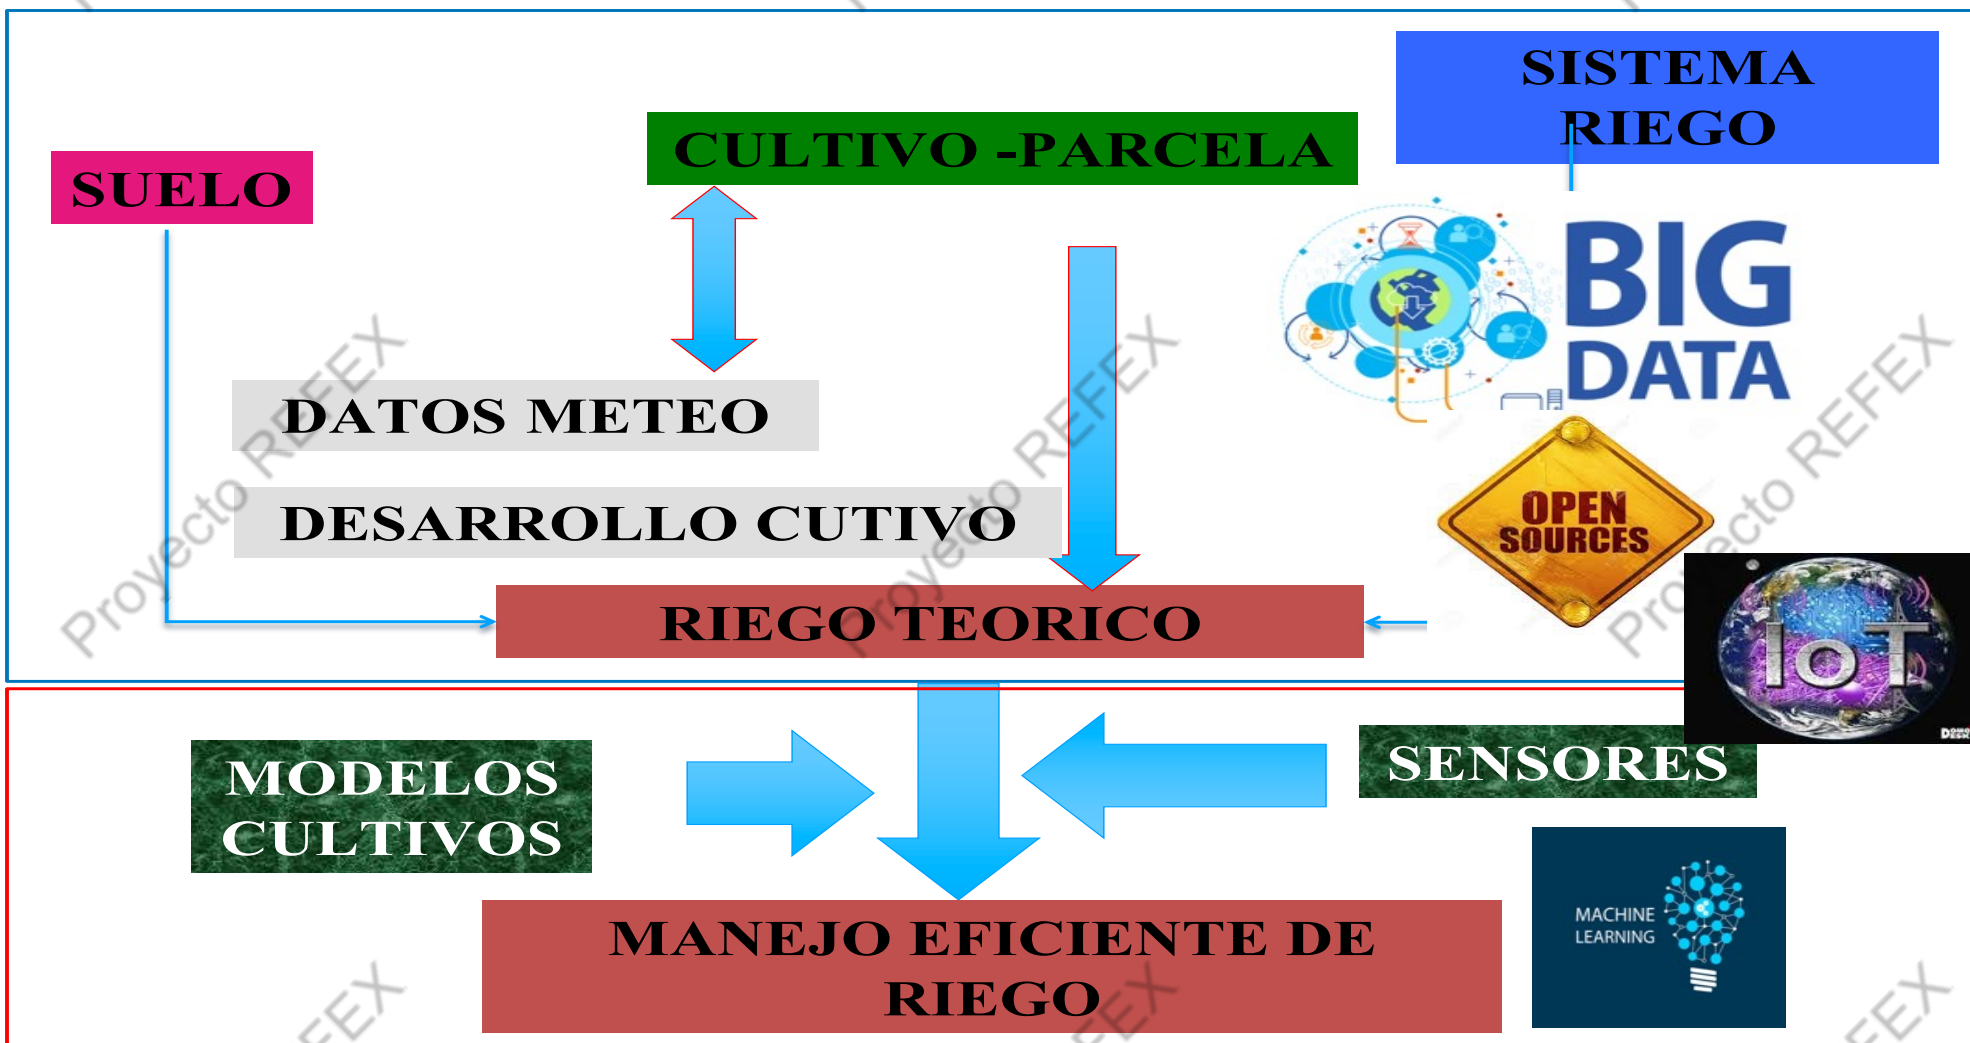 SISTEMA
RIEGO
CULTIVO -PARCELA
SUELO
BIG
DATA
DATOS METEO
OPEN
SOURCES
DESARROLLO CUTIVO
RIEGO TEORICO
IoT
MODELOS
CULTIVOS
SENSORES
MACHINE
LEARNING
MANEJO EFICIENTE DE
RIEGO
Proyecto REFEX
Proyecto REFEX
Proyecto REFEX